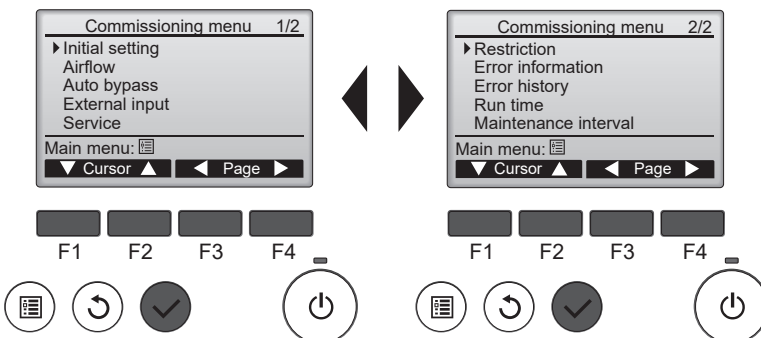 Commissioning menu 1/2
Initial setting
Airflow
Auto bypass
External input
Service
Main menu:
Cursor Page
F1 F2 F3 F4
Commissioning menu 2/2
Restriction
Error information
Error history
Run time
Maintenance interval
Main menu:
Cursor Page
F1 F2 F3 F4